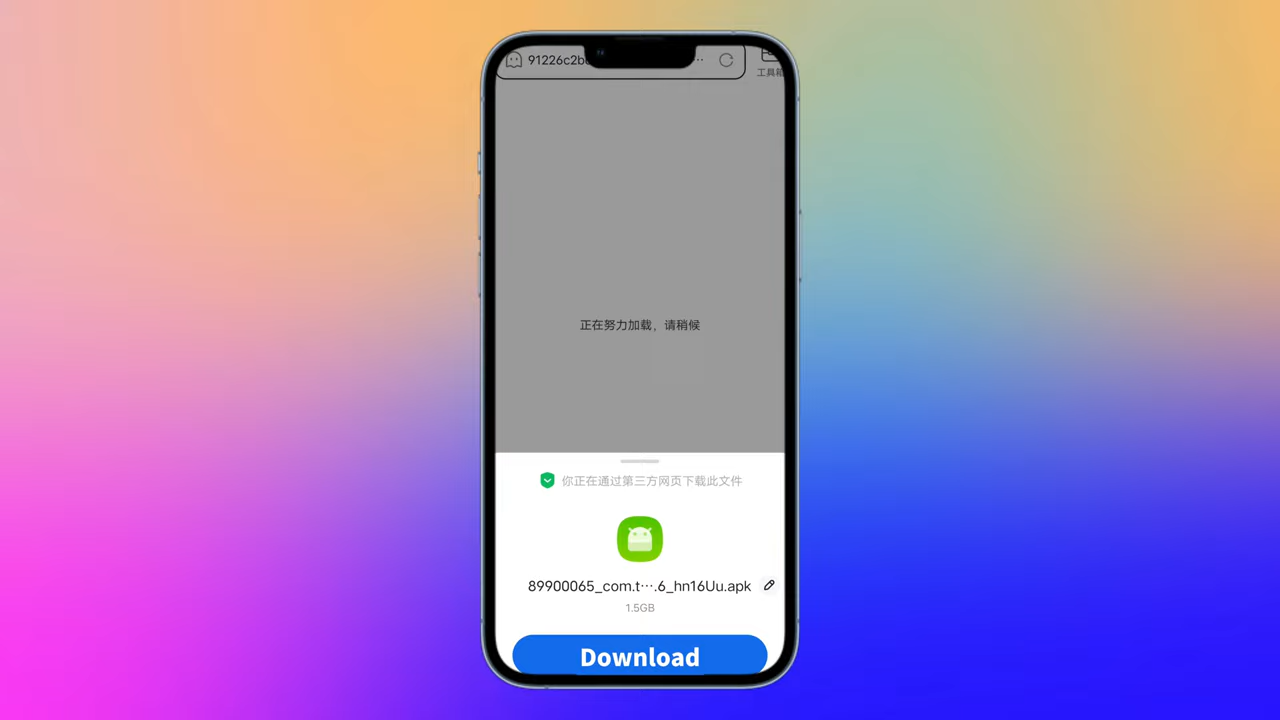 91226c2b
工具箱
正在努力加载，请稍候
你正在通过第三方网页下载此文件
89900065_com.t···.6_hn16Uu.apk
1.5GB
Download